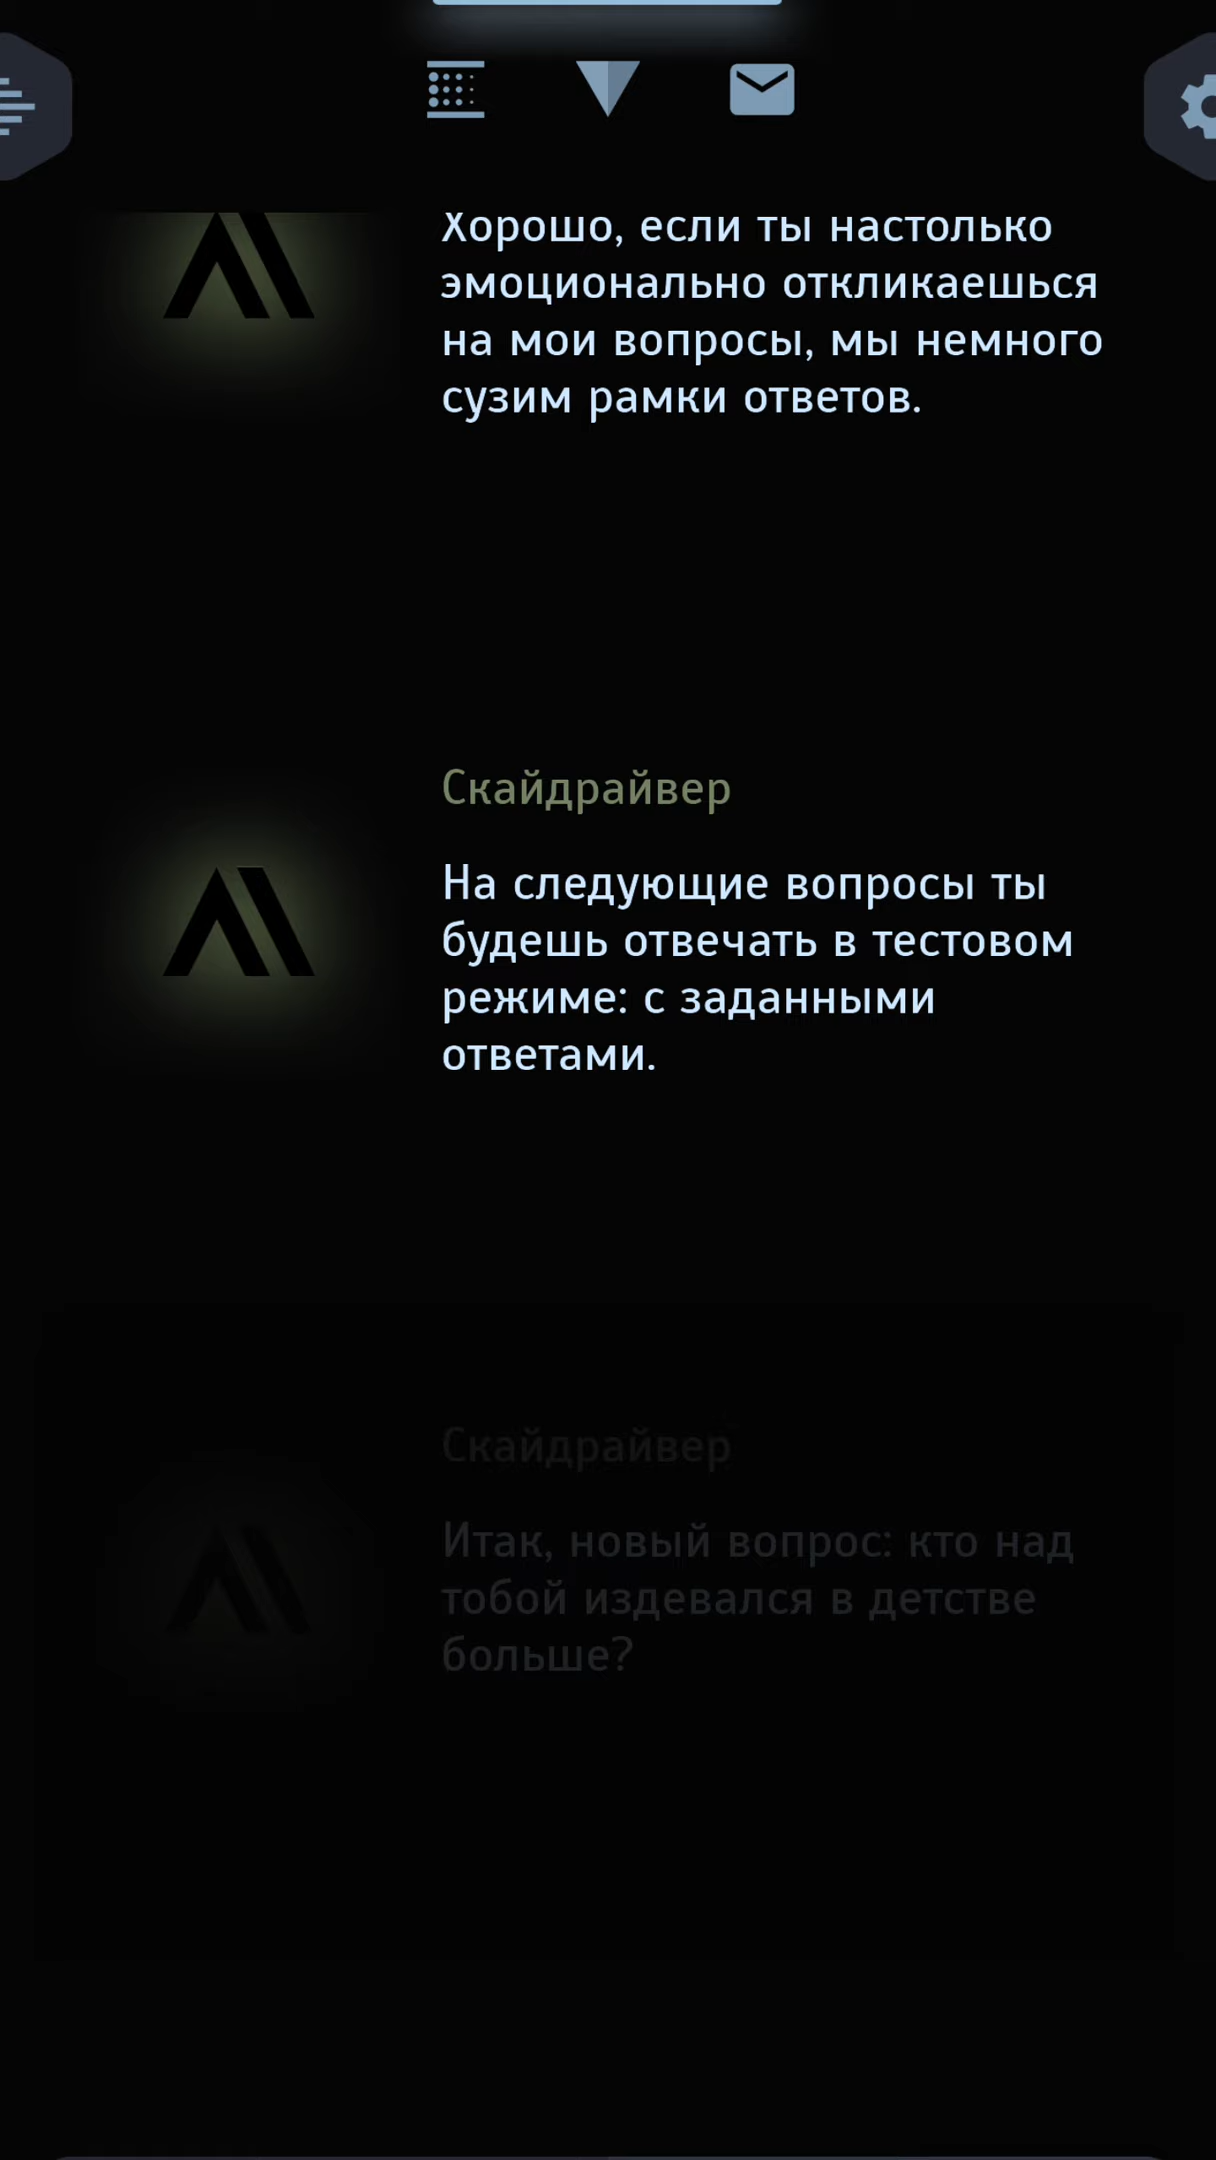 Хорошо, если ты настолько
эмоционально откликаешься
на мои вопросы, мы немного
сузим рамки ответов.
Скайдрайвер
На следующие вопросы ты
будешь отвечать в тестовом
режиме: с заданными
ответами.
Скайдрайвер
Итак, новый вопрос: кто над
тобой издевался в детстве
больше?